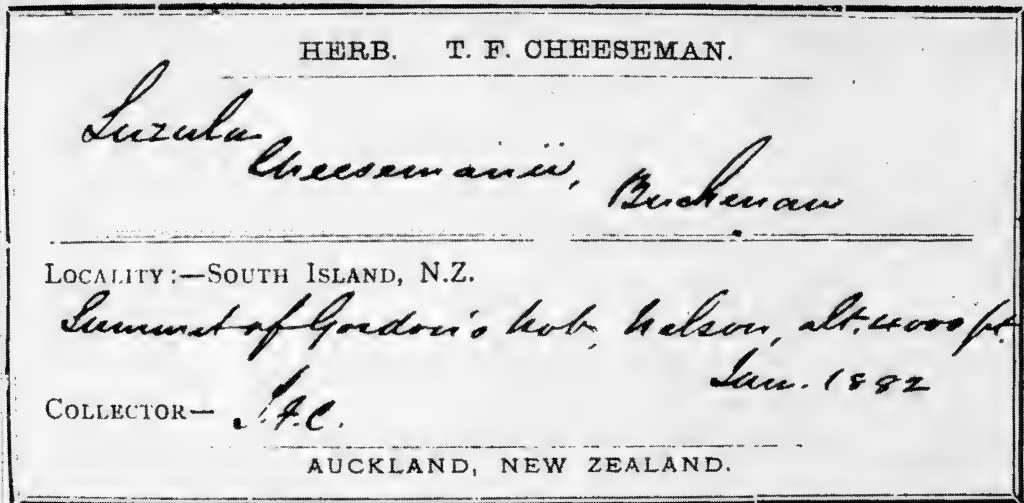 HERB. T. F. CHEESEMAN.
Luzula
Cheesemanii, Buchenau
LOCALITY:—SOUTH ISLAND, N.Z.
Summit of Gordon's Nob, Nelson, alt. 4000 ft.
Jan. 1882
COLLECTOR— T.F.C.
AUCKLAND, NEW ZEALAND.